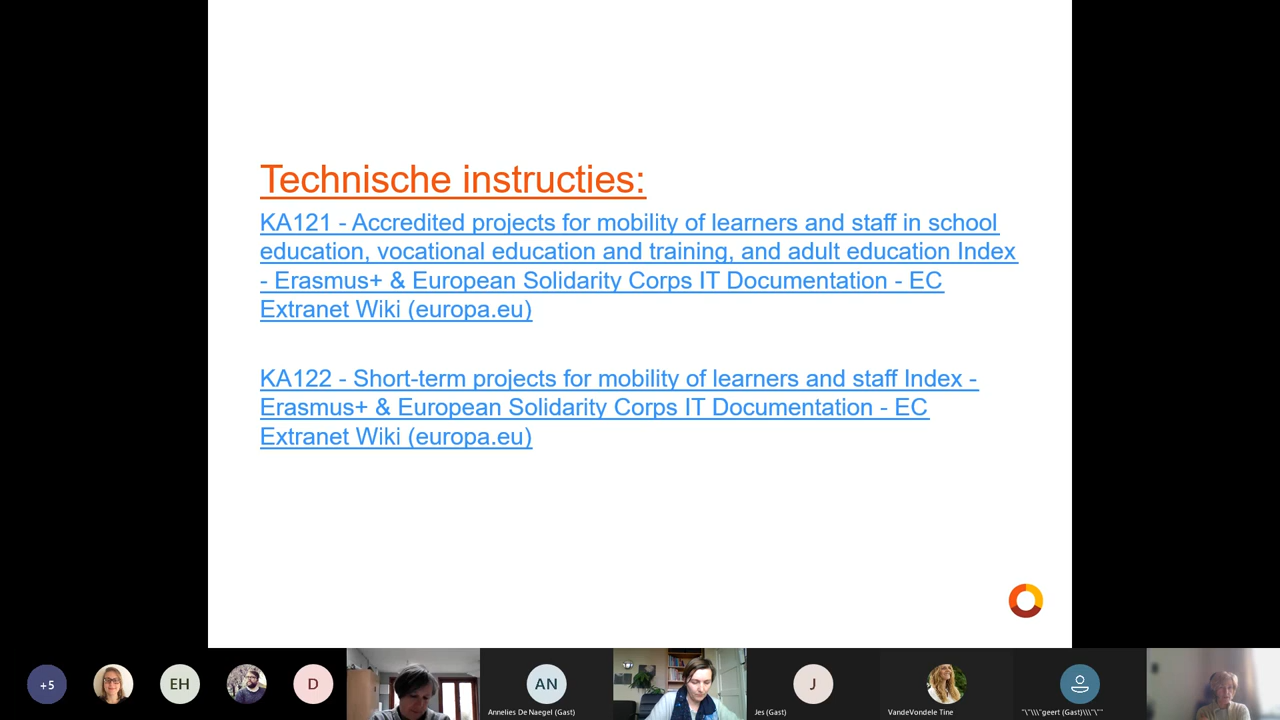 Technische instructies:
KA121 - Accredited projects for mobility of learners and staff in school
education, vocational education and training, and adult education Index
- Erasmus+ & European Solidarity Corps IT Documentation - EC
Extranet Wiki (europa.eu)
KA122 - Short-term projects for mobility of learners and staff Index -
Erasmus+ & European Solidarity Corps IT Documentation - EC
Extranet Wiki (europa.eu)
+5
EH
D
AN
Annelies De Naegel (Gast)
J
Jes (Gast)
VandeVondele Tine
"\"\\\"geert (Gast)\\\"\""